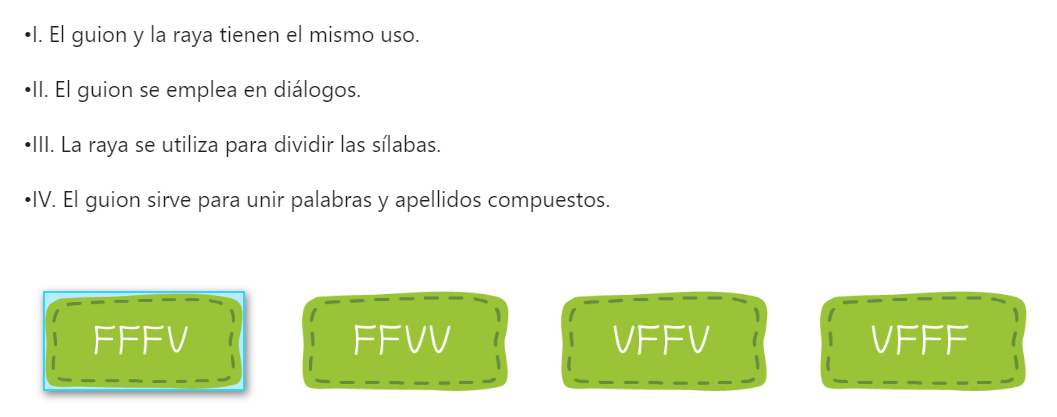 •I. El guion y la raya tienen el mismo uso.
•II. El guion se emplea en diálogos.
•III. La raya se utiliza para dividir las sílabas.
•IV. El guion sirve para unir palabras y apellidos compuestos.
FFFV
FFVV
VFFV
VFFF